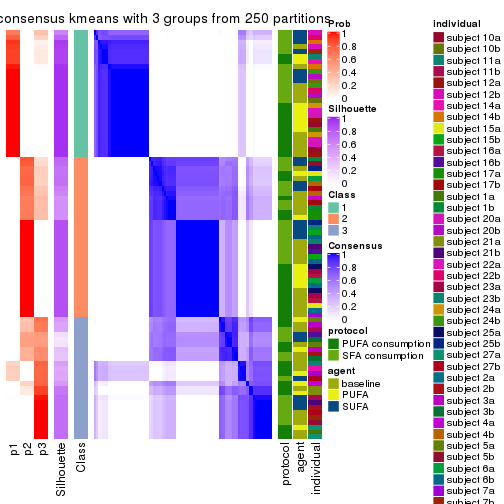 consensus kmeans with 3 groups from 250 partitions
Prob
1
0.8
0.6
0.4
0.2
0
Silhouette
1
0.8
0.6
0.4
0.2
0
Class
1
2
3
Consensus
1
0.8
0.6
0.4
0.2
0
protocol
PUFA consumption
SFA consumption
agent
baseline
PUFA
SUFA
individual
subject 10a
subject 10b
subject 11a
subject 11b
subject 12a
subject 12b
subject 14a
subject 14b
subject 15a
subject 15b
subject 16a
subject 16b
subject 17a
subject 17b
subject 1a
subject 1b
subject 20a
subject 20b
subject 21a
subject 21b
subject 22a
subject 22b
subject 23a
subject 23b
subject 24a
subject 24b
subject 25a
subject 25b
subject 27a
subject 27b
subject 2a
subject 2b
subject 3a
subject 3b
subject 4a
subject 4b
subject 5a
subject 5b
subject 6a
subject 6b
subject 7a
subject 7b
p1
p2
p3
Silhouette
Class
protocol
agent
individual